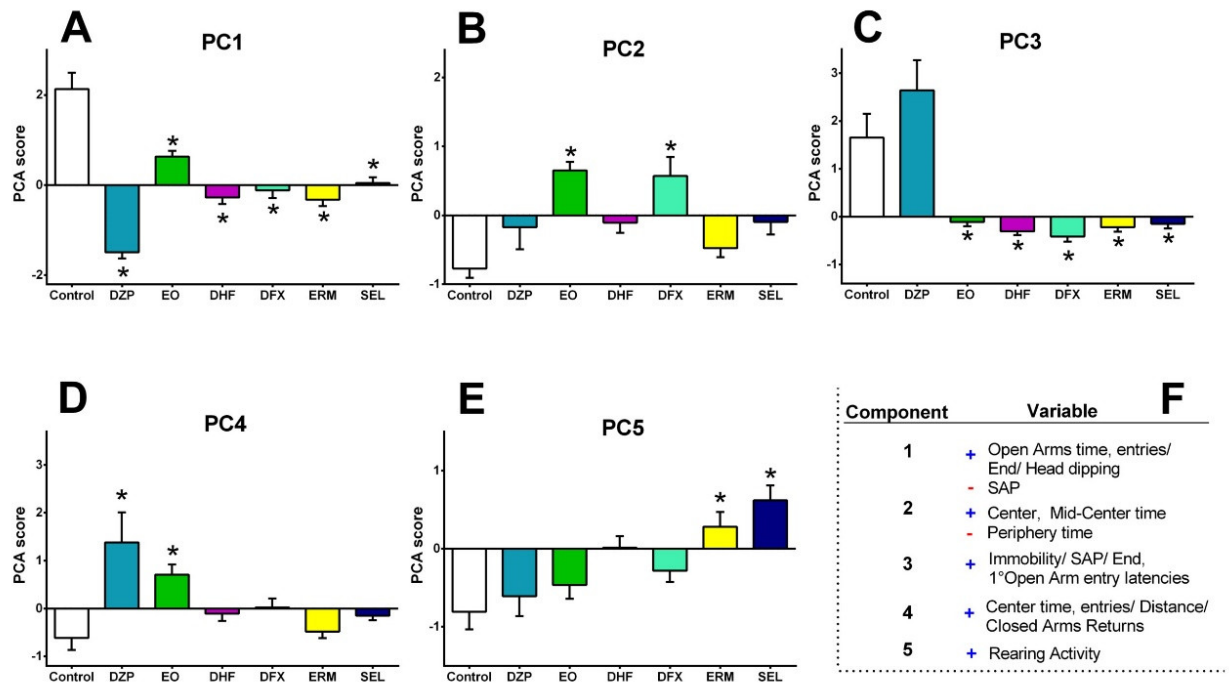 A
PC1
PCA score
2
0
-2
*
*
*
*
*
*
Control DZP EO DHF DFX ERM SEL
B
PC2
PCA score
2
1
0
-1
*
*
Control DZP EO DHF DFX ERM SEL
C
PC3
PCA score
3
2
1
0
-1
*
*
*
*
*
Control DZP EO DHF DFX ERM SEL
D
PC4
PCA score
3
2
1
0
-1
*
*
Control DZP EO DHF DFX ERM SEL
E
PC5
PCA score
1
0
-1
*
*
Control DZP EO DHF DFX ERM SEL
F
Component Variable
1 + Open Arms time, entries/
End/ Head dipping
- SAP
2 + Center, Mid-Center time
- Periphery time
3 + Immobility/ SAP/ End,
1°Open Arm entry latencies
4 + Center time, entries/ Distance/
Closed Arms Returns
5 + Rearing Activity